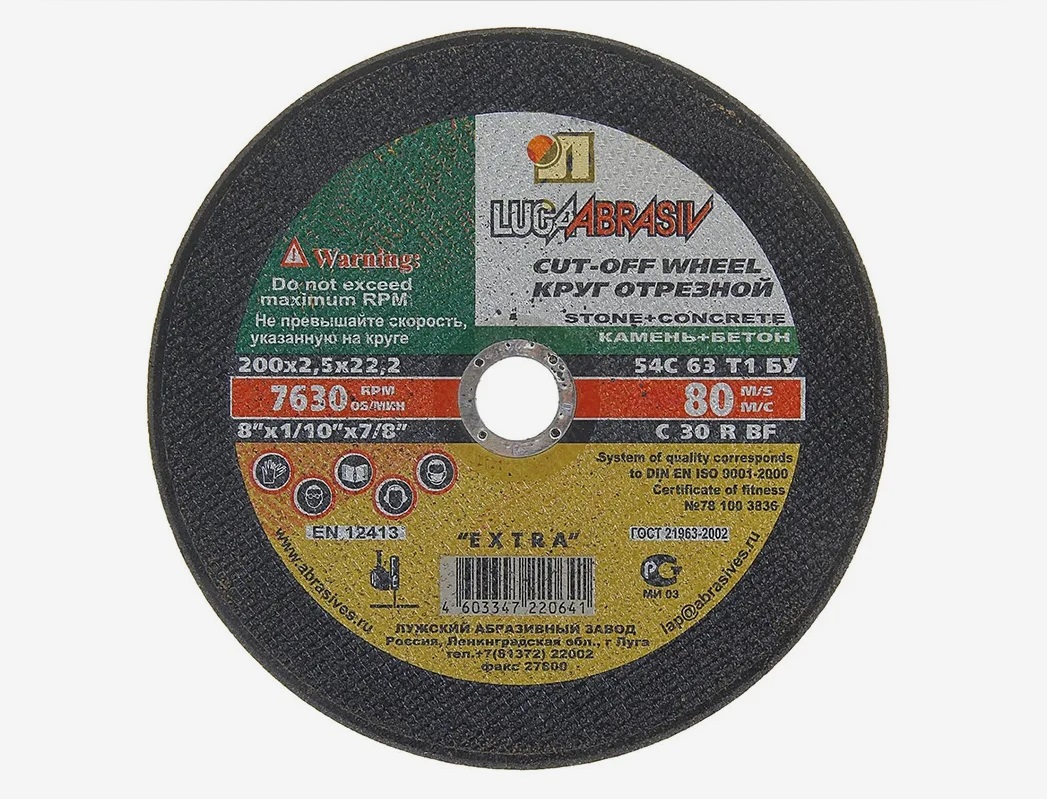 LUGAABRASIV
CUT-OFF WHEEL
КРУГ ОТРЕЗНОЙ
STONE+CONCRETE
КАМЕНЬ+БЕТОН
Warning:
Do not exceed
maximum RPM
Не превышайте скорость,
указанную на круге
200x2,5x22,2
54С 63 Т1 БУ
7630 RPM
ОБ/МИН
80 M/S
М/С
8"x1/10"x7/8"
C 30 R BF
System of quality corresponds
to DIN EN ISO 9001-2000
Certificate of fitness
№78 100 3836
EN 12413
"EXTRA"
ГОСТ 21963-2002
РС
МИ 03
4 603347 220641
www.abrasives.ru
lap@abrasives.ru
ЛУЖСКИЙ АБРАЗИВНЫЙ ЗАВОД
Россия, Ленинградская обл., г Луга
тел.+7(81372) 22002
факс 27800